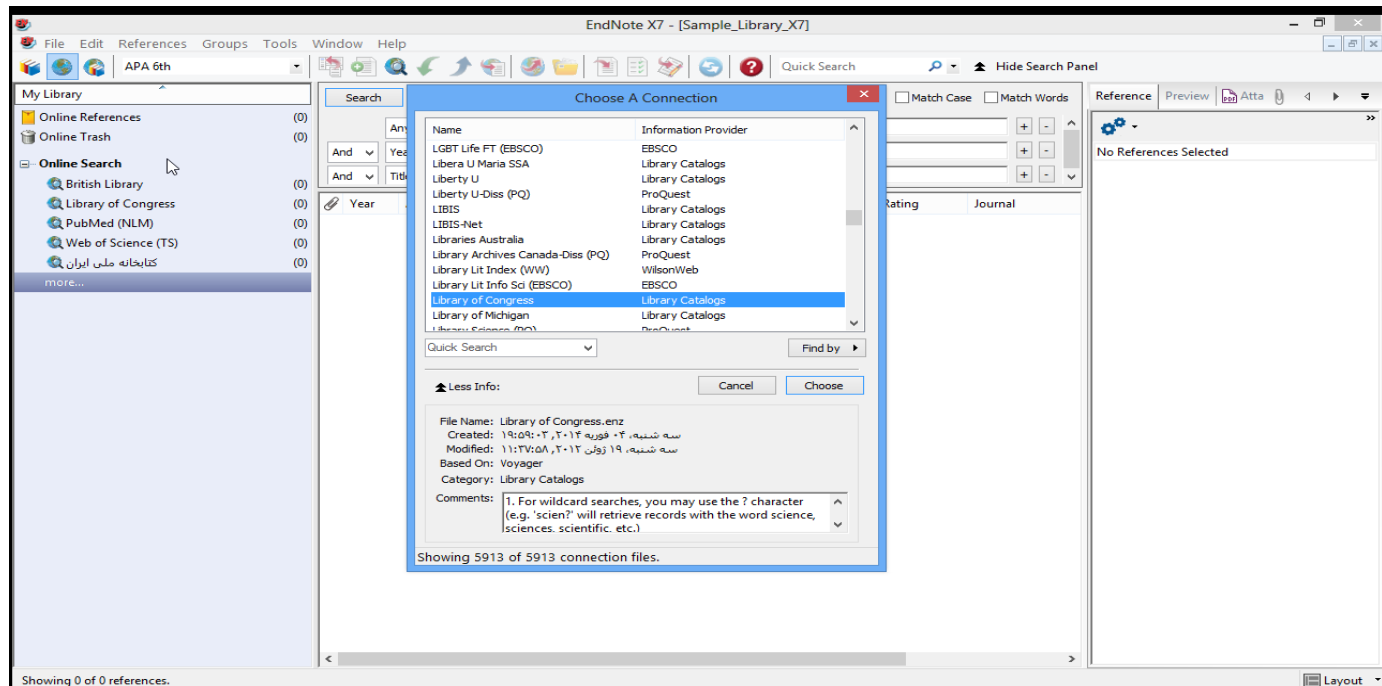 EndNote X7 - [Sample_Library_X7]
File Edit References Groups Tools Window Help
APA 6th
Quick Search
Hide Search Panel
My Library
Online References (0)
Online Trash (0)
Online Search
British Library (0)
Library of Congress (0)
PubMed (NLM) (0)
Web of Science (TS) (0)
کتابخانه ملی ایران (0)
more...
Search
Match Case Match Words
And
And
Year
Rating Journal
Choose A Connection
Name Information Provider
LGBT Life FT (EBSCO) EBSCO
Libera U Maria SSA Library Catalogs
Liberty U Library Catalogs
Liberty U-Diss (PQ) ProQuest
LIBIS Library Catalogs
LIBIS-Net Library Catalogs
Libraries Australia Library Catalogs
Library Archives Canada-Diss (PQ) ProQuest
Library Lit Index (WW) WilsonWeb
Library Lit Info Sci (EBSCO) EBSCO
Library of Congress Library Catalogs
Library of Michigan Library Catalogs
Library Science (PQ) ProQuest
Quick Search
Find by
Less Info:
Cancel Choose
File Name: Library of Congress.enz
Created: سه شنبه، ۰۴ فوریه ۲۰۱۴, ۱۹:۵۹:۰۳
Modified: سه شنبه، ۱۹ ژوئن ۲۰۱۲, ۱۱:۳۷:۵۸
Based On: Voyager
Category: Library Catalogs
Comments: 1. For wildcard searches, you may use the ? character
(e.g. 'scien?' will retrieve records with the word science,
sciences, scientific, etc.)
Showing 5913 of 5913 connection files.
Reference Preview PDF Atta
No References Selected
Showing 0 of 0 references.
Layout